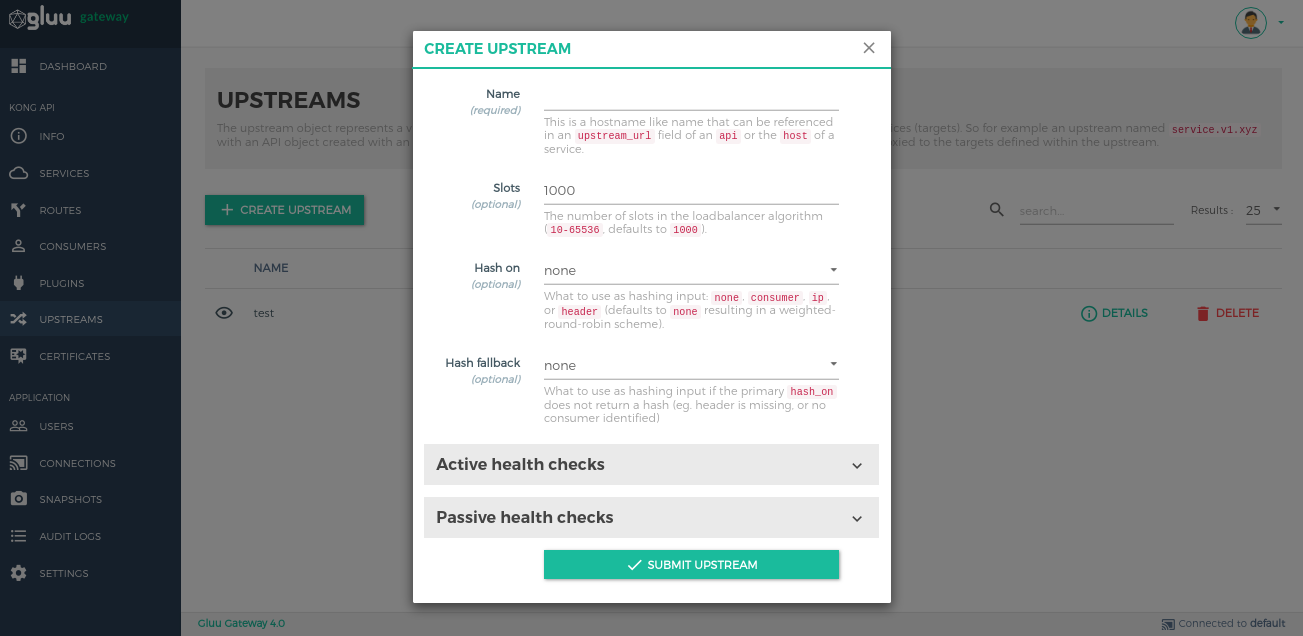 gluu gateway
DASHBOARD
KONG API
INFO
SERVICES
ROUTES
CONSUMERS
PLUGINS
UPSTREAMS
CERTIFICATES
APPLICATION
USERS
CONNECTIONS
SNAPSHOTS
AUDIT LOGS
SETTINGS
UPSTREAMS
The upstream object represents a
ces (targets). So for example an upstream named service.v1.xyz
with an API object created with an
xied to the targets defined within the upstream.
CREATE UPSTREAM
search...
Results :
25
NAME
test
DETAILS
DELETE
CREATE UPSTREAM
Name
(required)
This is a hostname like name that can be referenced
in an upstream_url field of an api or the host of a
service.
Slots
(optional)
1000
The number of slots in the loadbalancer algorithm
( 10-65536 , defaults to 1000 ).
Hash on
(optional)
none
What to use as hashing input: none , consumer , ip ,
or header (defaults to none resulting in a weighted-
round-robin scheme).
Hash fallback
(optional)
none
What to use as hashing input if the primary hash_on
does not return a hash (eg. header is missing, or no
consumer identified)
Active health checks
Passive health checks
SUBMIT UPSTREAM
Gluu Gateway 4.0
Connected to default